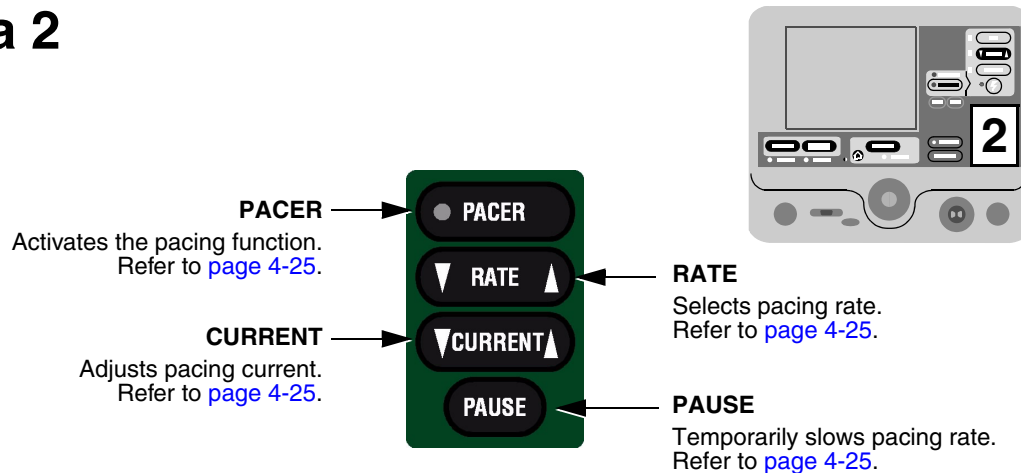 a 2
2
PACER
Activates the pacing function.
Refer to page 4-25.
CURRENT
Adjusts pacing current.
Refer to page 4-25.
PACER
RATE
CURRENT
PAUSE
RATE
Selects pacing rate.
Refer to page 4-25.
PAUSE
Temporarily slows pacing rate.
Refer to page 4-25.